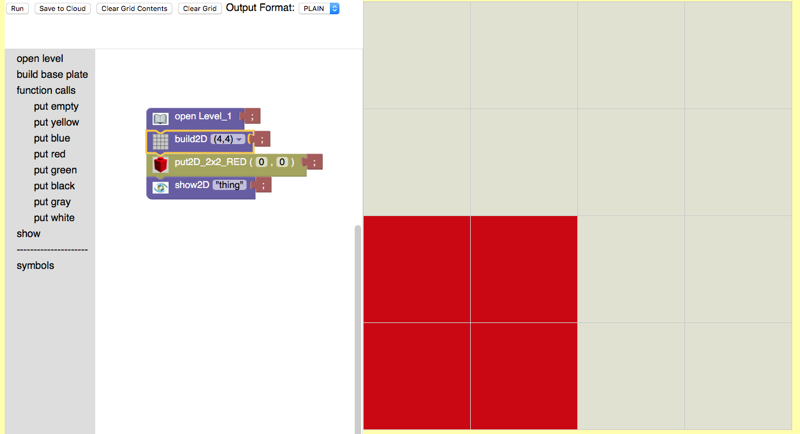 Run Save to Cloud Clear Grid Contents Clear Grid Output Format: PLAIN
open level
build base plate
function calls
put empty
put yellow
put blue
put red
put green
put black
put gray
put white
show
---------------------
symbols
open Level_1 ;
build2D (4,4) ;
put2D_2x2_RED ( 0 , 0 ) ;
show2D "thing" ;